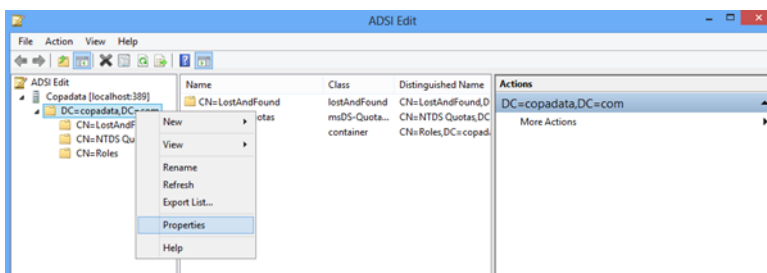 ADSI Edit
File Action View Help
ADSI Edit
Copadata [localhost:389]
DC=copadata,DC=com
CN=LostAndF
CN=NTDS Qu
CN=Roles
New
View
Rename
Refresh
Export List...
Properties
Help
Name Class Distinguished Name
CN=LostAndFound lostAndFound CN=LostAndFound,D
otas msDS-Quota... CN=NTDS Quotas,DC
container CN=Roles,DC=copad
Actions
DC=copadata,DC=com
More Actions